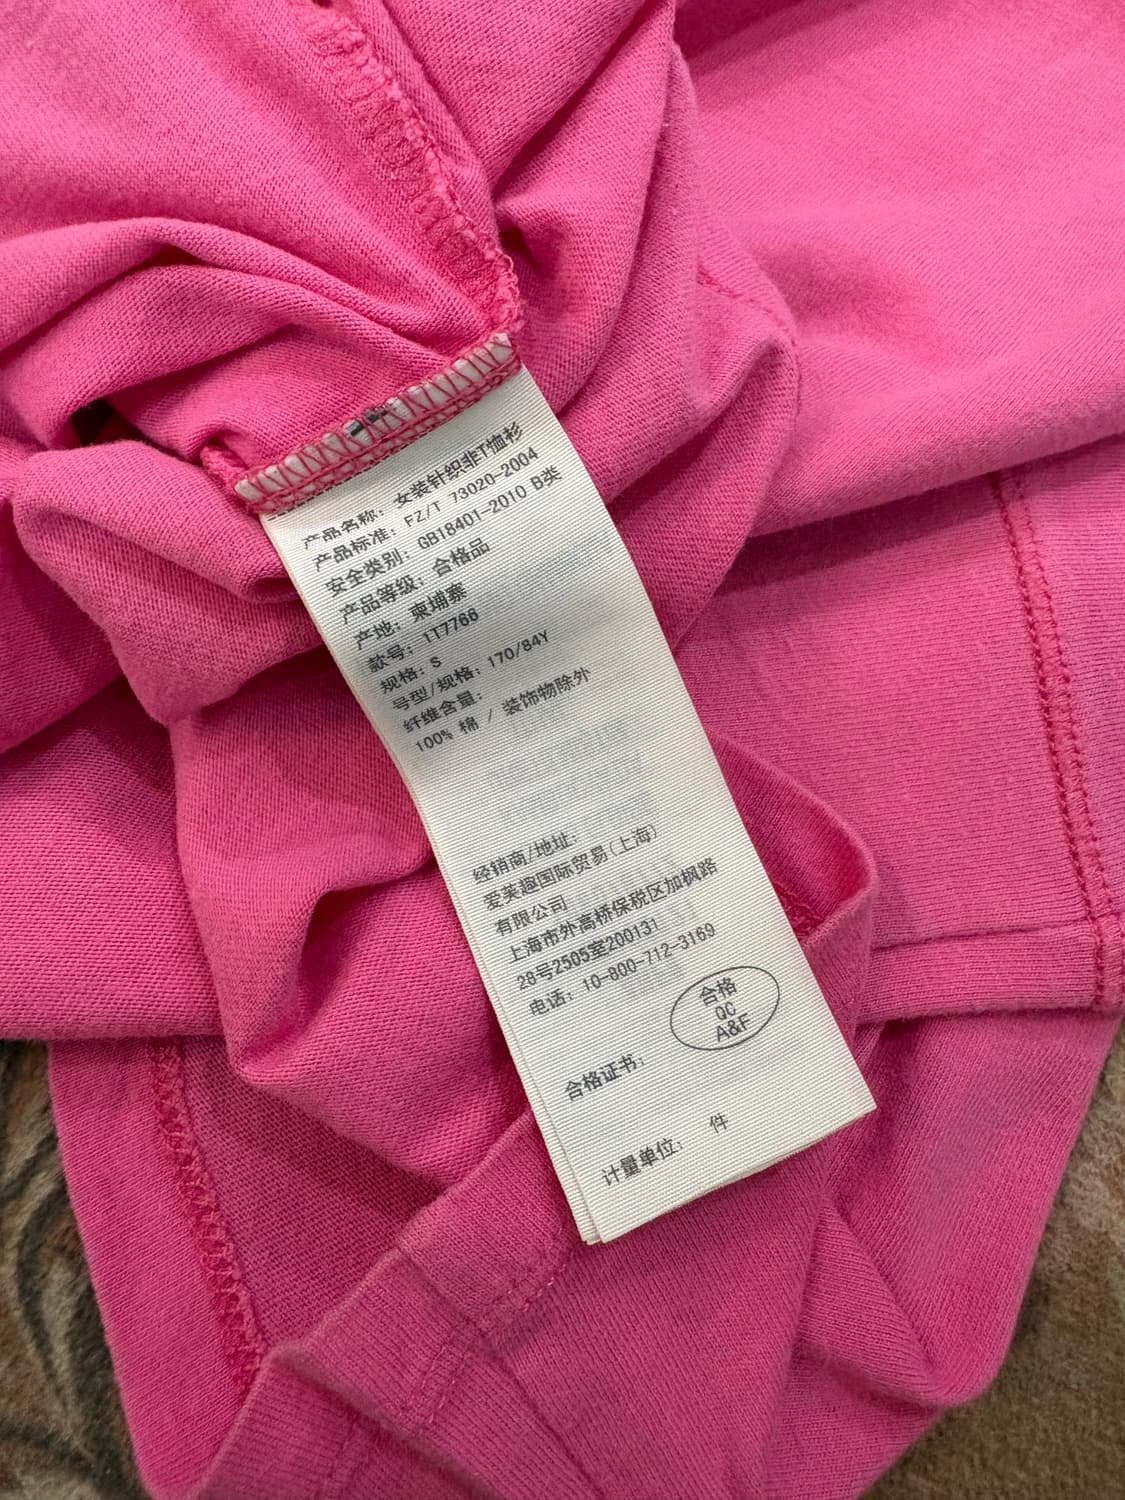 产品名称: 女装针织非T恤衫
产品标准: FZ/T 73020-2004
安全类别: GB18401-2010 B类
产品等级: 合格品
产地: 柬埔寨
款号: 1T7766
规格: S
号型/规格: 170/84Y
纤维含量:
100% 棉 / 装饰物除外
经销商/地址:
爱芙趣国际贸易(上海)
有限公司
上海市外高桥保税区加枫路
28号2505室200131
电话: 10-800-712-3169
合格
QC
A&F
合格证书:
计量单位: 件